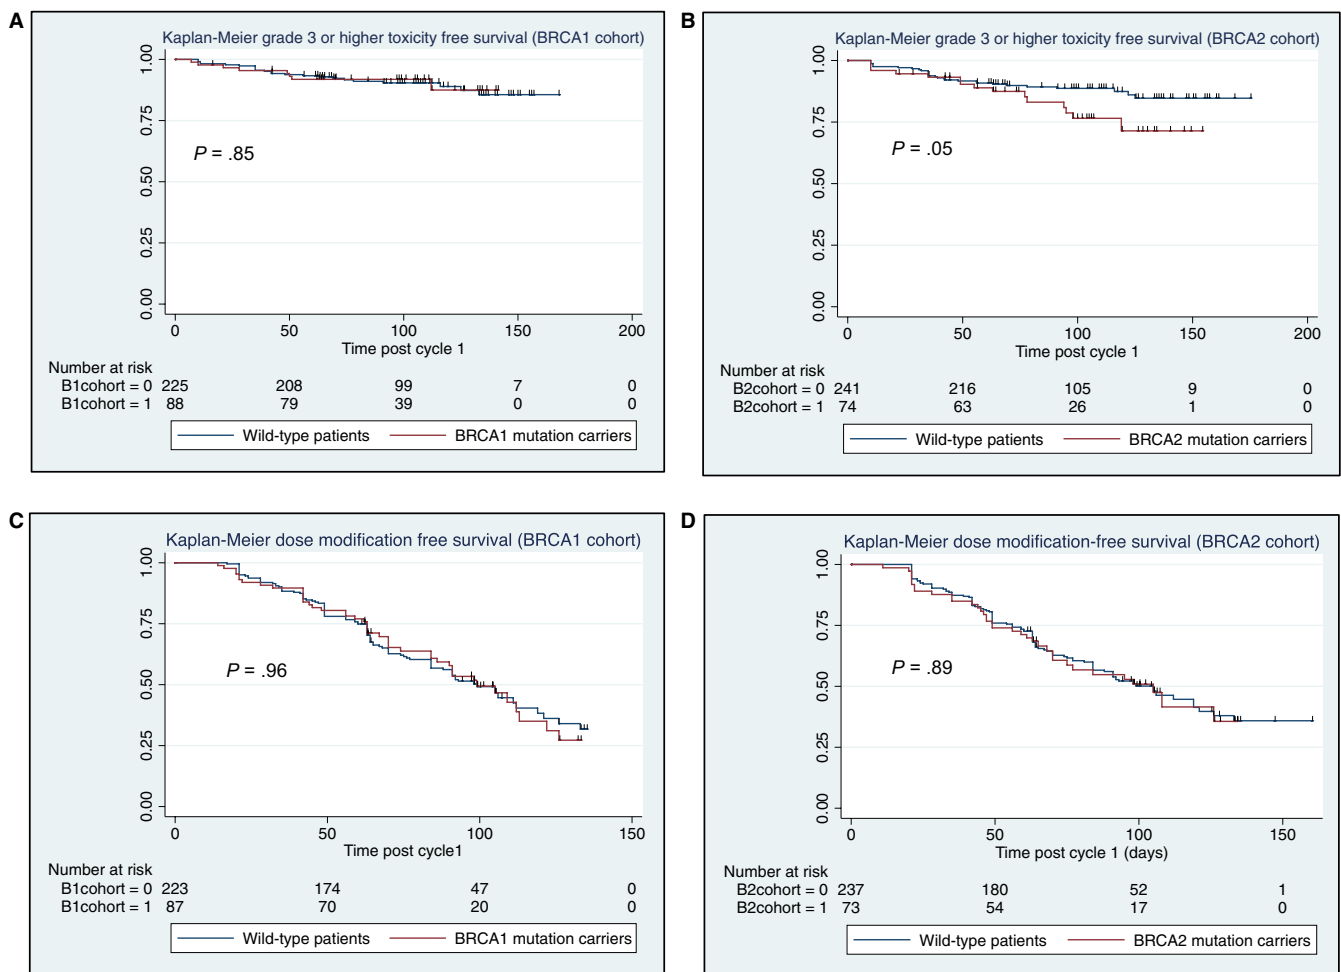 A
Kaplan-Meier grade 3 or higher toxicity free survival (BRCA1 cohort)
1.00
0.75
0.50
0.25
0.00
P = .85
0 50 100 150 200
Time post cycle 1
Number at risk
B1cohort = 0 225 208 99 7 0
B1cohort = 1 88 79 39 0 0
Wild-type patients BRCA1 mutation carriers
B
Kaplan-Meier grade 3 or higher toxicity free survival (BRCA2 cohort)
1.00
0.75
0.50
0.25
0.00
P = .05
0 50 100 150 200
Time post cycle 1
Number at risk
B2cohort = 0 241 216 105 9 0
B2cohort = 1 74 63 26 1 0
Wild-type patients BRCA2 mutation carriers
C
Kaplan-Meier dose modification free survival (BRCA1 cohort)
1.00
0.75
0.50
0.25
0.00
P = .96
0 50 100 150
Time post cycle1
Number at risk
B1cohort = 0 223 174 47 0
B1cohort = 1 87 70 20 0
Wild-type patients BRCA1 mutation carriers
D
Kaplan-Meier dose modification-free survival (BRCA2 cohort)
1.00
0.75
0.50
0.25
0.00
P = .89
0 50 100 150
Time post cycle 1 (days)
Number at risk
B2cohort = 0 237 180 52 1
B2cohort = 1 73 54 17 0
Wild-type patients BRCA2 mutation carriers